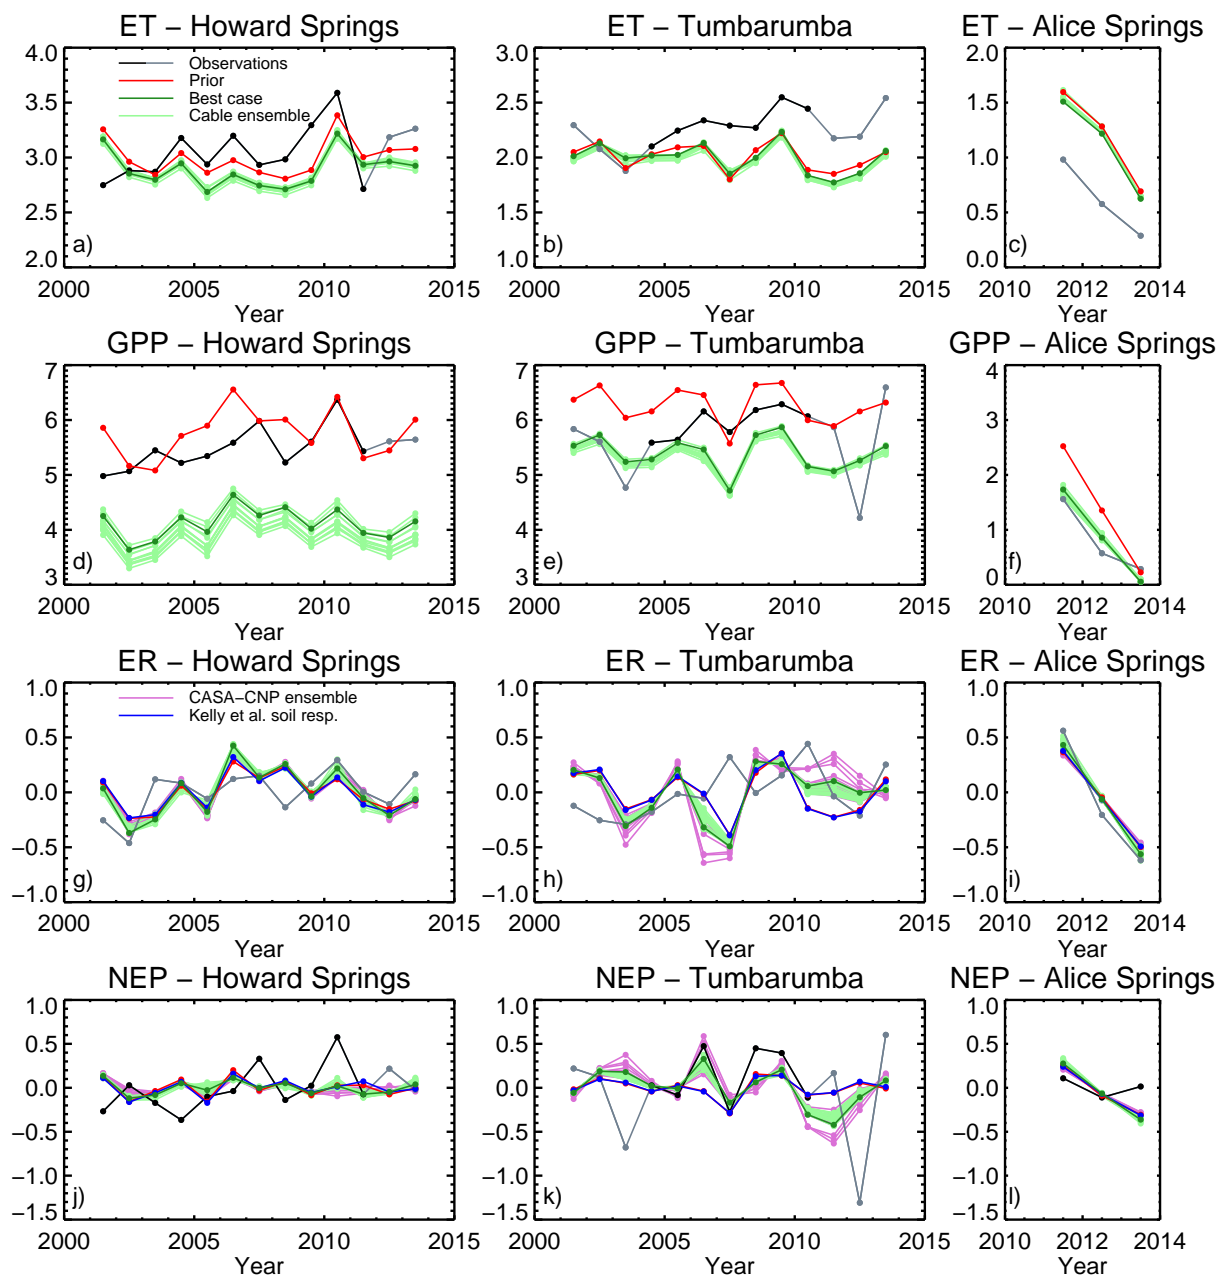 ET − Howard Springs
ET − Tumbarumba
ET − Alice Springs
4.0
3.5
3.0
2.5
2.0
Observations
Prior
Best case
Cable ensemble
a)
2000 2005 2010 2015
Year
3.0
2.5
2.0
1.5
1.0
b)
2000 2005 2010 2015
Year
2.0
1.5
1.0
0.5
0.0
c)
2010 2012 2014
Year
GPP − Howard Springs
GPP − Tumbarumba
GPP − Alice Springs
7
6
5
4
3
d)
2000 2005 2010 2015
Year
7
6
5
4
3
e)
2000 2005 2010 2015
Year
4
3
2
1
0
f)
2010 2012 2014
Year
ER − Howard Springs
ER − Tumbarumba
ER − Alice Springs
1.0
0.5
0.0
−0.5
−1.0
CASA−CNP ensemble
Kelly et al. soil resp.
g)
2000 2005 2010 2015
Year
1.0
0.5
0.0
−0.5
−1.0
h)
2000 2005 2010 2015
Year
1.0
0.5
0.0
−0.5
−1.0
i)
2010 2012 2014
Year
NEP − Howard Springs
NEP − Tumbarumba
NEP − Alice Springs
1.0
0.5
0.0
−0.5
−1.0
−1.5
j)
2000 2005 2010 2015
Year
1.0
0.5
0.0
−0.5
−1.0
−1.5
k)
2000 2005 2010 2015
Year
1.0
0.5
0.0
−0.5
−1.0
−1.5
l)
2010 2012 2014
Year